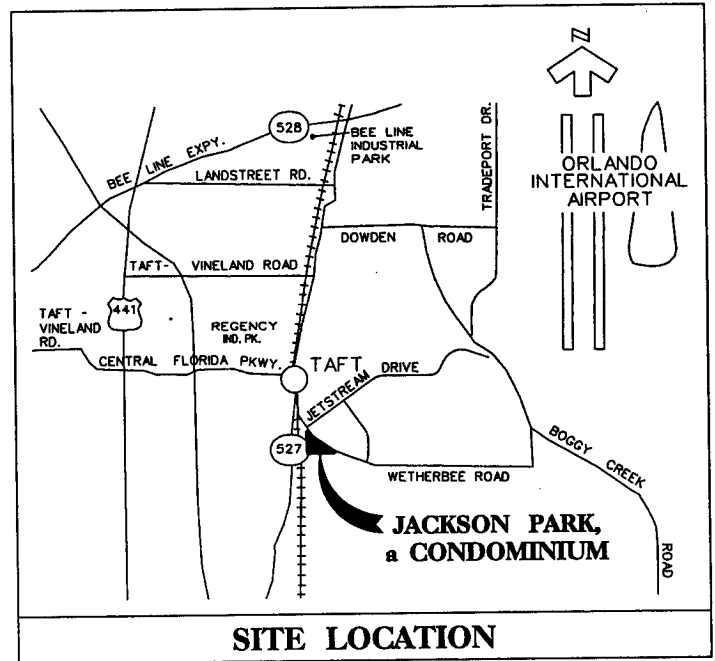 N
528
BEE LINE EXPY.
BEE LINE
INDUSTRIAL
PARK
TRADEPORT DR.
ORLANDO
INTERNATIONAL
AIRPORT
LANDSTREET RD.
DOWDEN ROAD
TAFT- VINELAND ROAD
441
TAFT -
VINELAND
RD.
REGENCY
IND. PK.
CENTRAL FLORIDA PKWY.
TAFT
JETSTREAM DRIVE
527
BOGGY CREEK
ROAD
WETHERBEE ROAD
JACKSON PARK,
a CONDOMINIUM
SITE LOCATION